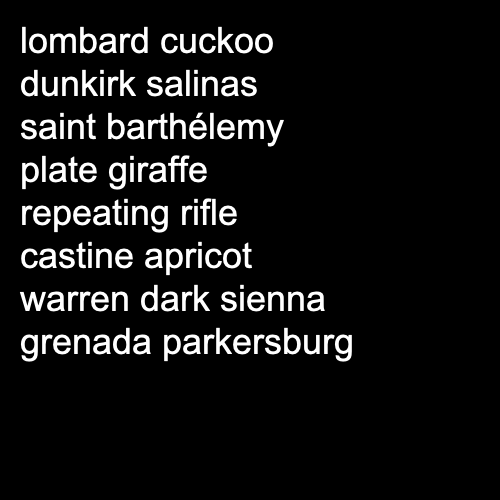 lombard cuckoo
dunkirk salinas
saint barthélemy
plate giraffe
repeating rifle
castine apricot
warren dark sienna
grenada parkersburg